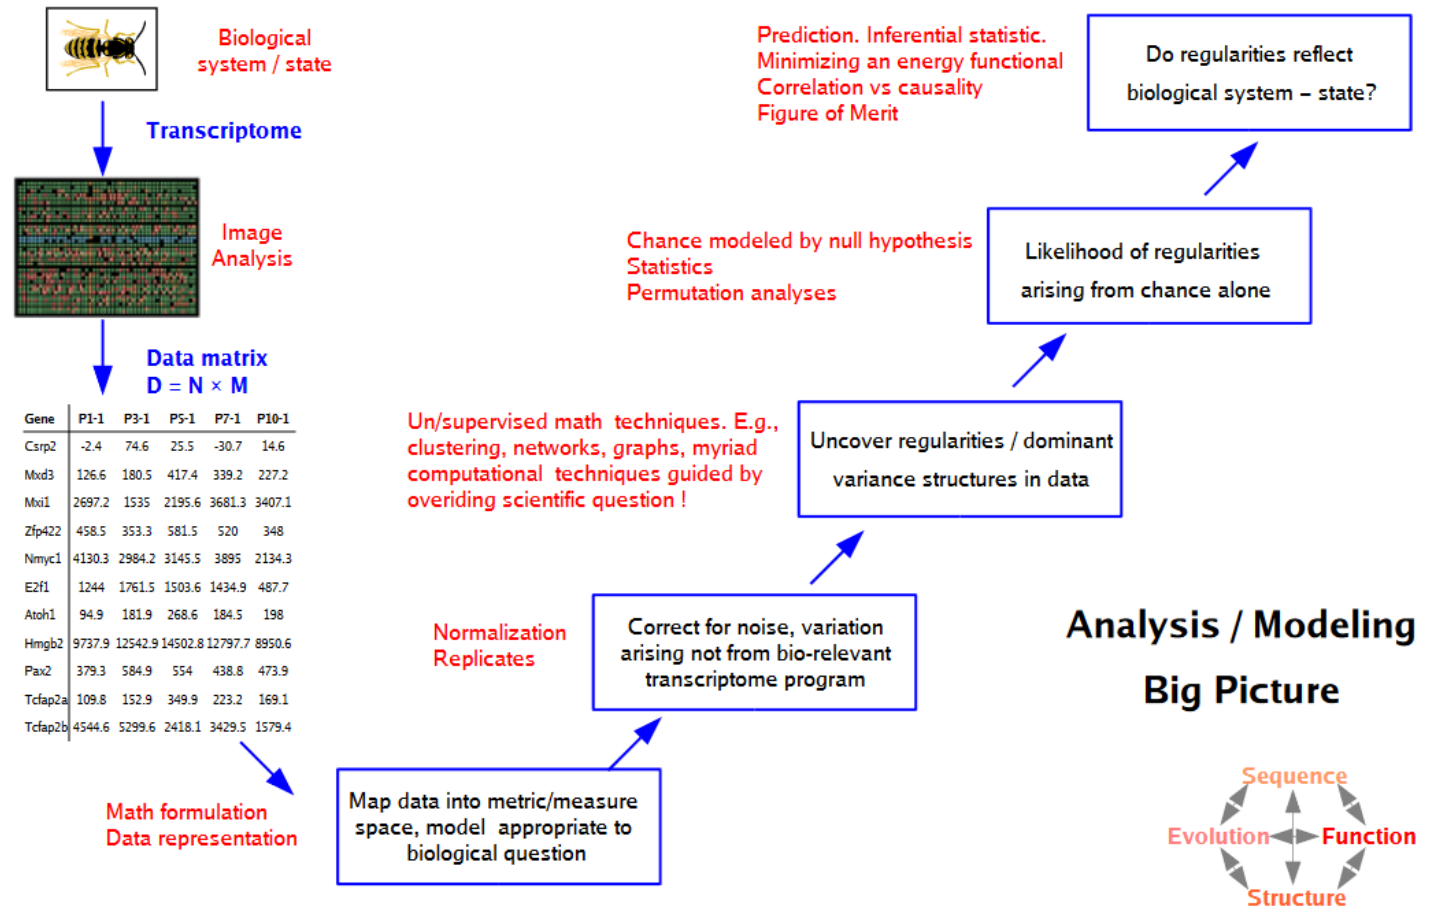 Biological
system / state
Transcriptome
Image
Analysis
Data matrix
D = N × M
Gene P1-1 P3-1 P5-1 P7-1 P10-1
Csrp2 -2.4 74.6 25.5 -30.7 14.6
Mxd3 126.6 180.5 417.4 339.2 227.2
Mxi1 2697.2 1535 2195.6 3681.3 3407.1
Zfp422 458.5 353.3 581.5 520 348
Nmyc1 4130.3 2984.2 3145.5 3895 2134.3
E2f1 1244 1761.5 1503.6 1434.9 487.7
Atoh1 94.9 181.9 268.6 184.5 198
Hmgb2 9737.9 12542.9 14502.8 12797.7 8950.6
Pax2 379.3 584.9 554 438.8 473.9
Tcfap2a 109.8 152.9 349.9 223.2 169.1
Tcfap2b 4544.6 5299.6 2418.1 3429.5 1579.4
Math formulation
Data representation
Map data into metric/measure
space, model appropriate to
biological question
Normalization
Replicates
Correct for noise, variation
arising not from bio-relevant
transcriptome program
Un/supervised math techniques. E.g.,
clustering, networks, graphs, myriad
computational techniques guided by
overiding scientific question !
Uncover regularities / dominant
variance structures in data
Chance modeled by null hypothesis
Statistics
Permutation analyses
Likelihood of regularities
arising from chance alone
Prediction. Inferential statistic.
Minimizing an energy functional
Correlation vs causality
Figure of Merit
Do regularities reflect
biological system – state?
Analysis / Modeling
Big Picture
Sequence
Evolution Function
Structure